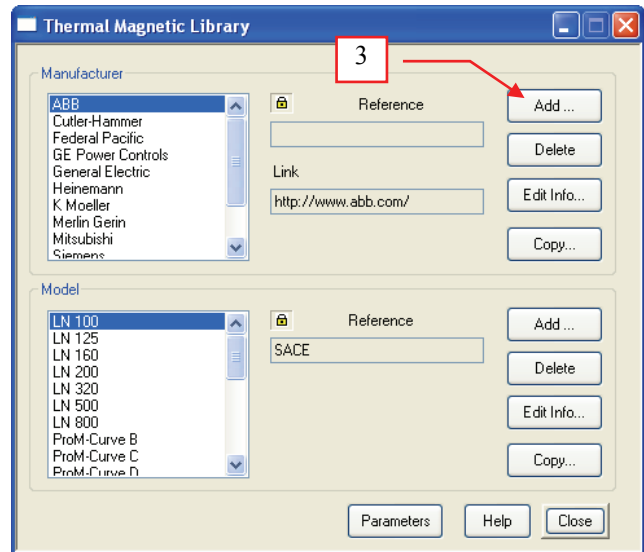 Thermal Magnetic Library
3
Manufacturer
ABB
Cutler-Hammer
Federal Pacific
GE Power Controls
General Electric
Heinemann
K Moeller
Merlin Gerin
Mitsubishi
Siemens
Reference
Link
http://www.abb.com/
Add ...
Delete
Edit Info...
Copy...
Model
LN 100
LN 125
LN 160
LN 200
LN 320
LN 500
LN 800
ProM-Curve B
ProM-Curve C
ProM-Curve D
Reference
SACE
Add ...
Delete
Edit Info...
Copy...
Parameters
Help
Close